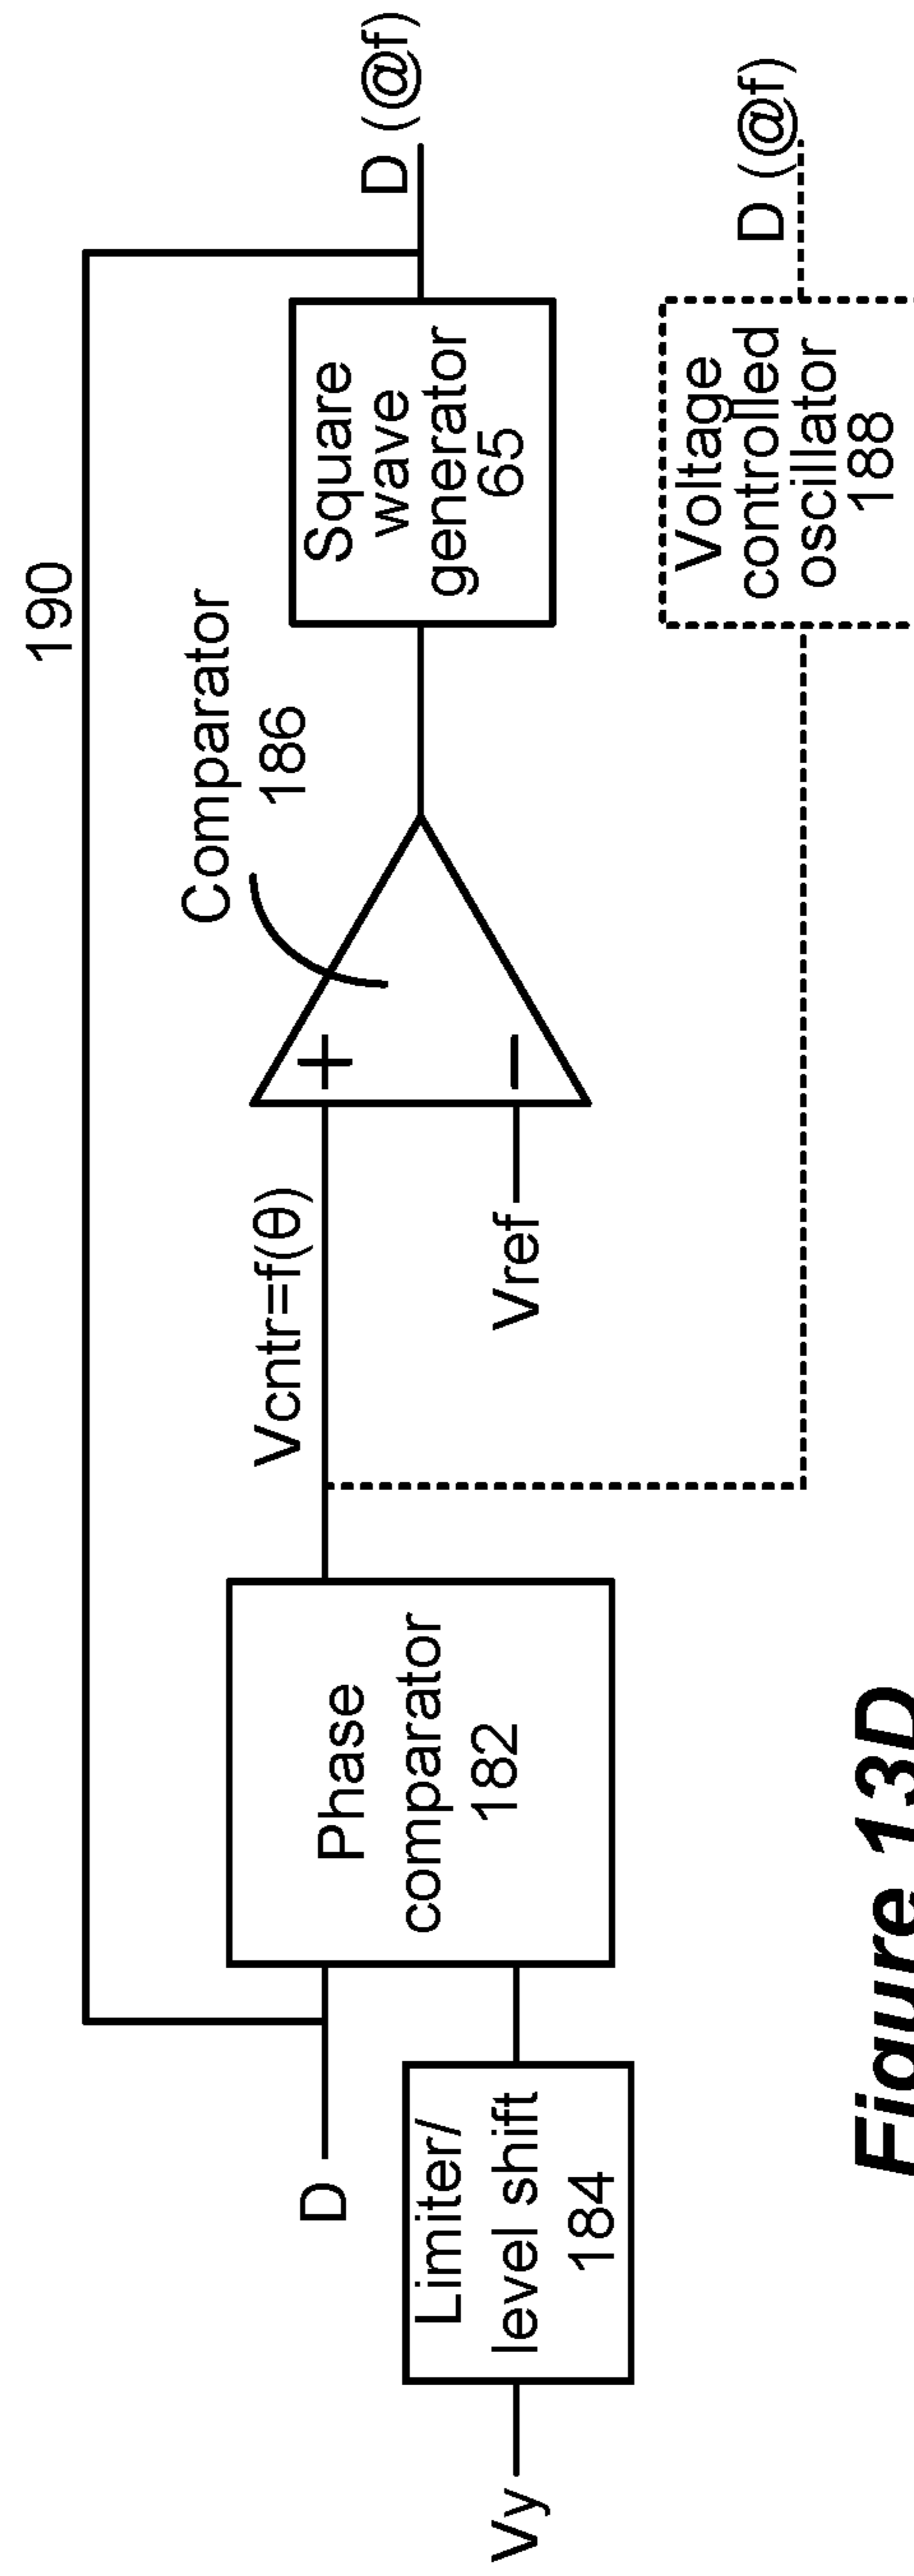 190
D (@f)
Comparator
186
Square
wave
generator
65
Vcntr=f(θ)
+
−
Vref
Phase
comparator
182
D
Limiter/
level shift
184
Vy
Voltage
controlled
oscillator
188
D (@f)
Figure 13D